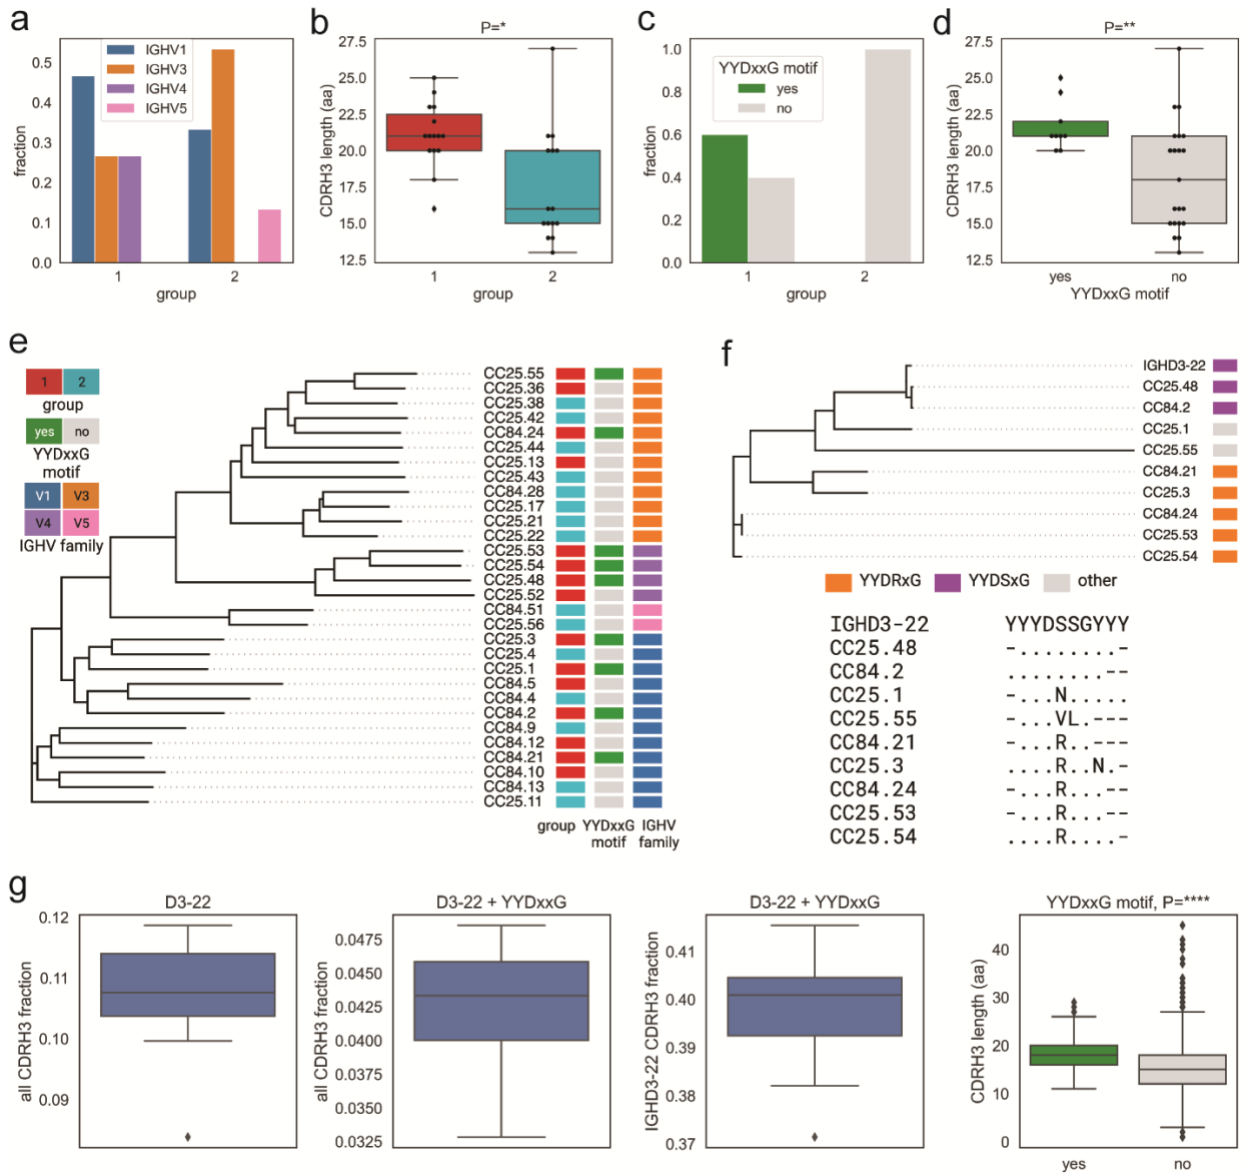 a
IGHV1
IGHV3
IGHV4
IGHV5
0.5
0.4
0.3
0.2
0.1
0.0
fraction
1
2
group
b
P=*
27.5
25.0
22.5
20.0
17.5
15.0
12.5
CDRH3 length (aa)
1
2
group
c
YYDxxG motif
yes
no
1.0
0.8
0.6
0.4
0.2
0.0
fraction
1
2
group
d
P=**
27.5
25.0
22.5
20.0
17.5
15.0
12.5
CDRH3 length (aa)
yes
no
YYDxxG motif
e
1 2
group
yes no
YYDxxG
motif
V1 V3
V4 V5
IGHV family
CC25.55
CC25.36
CC25.38
CC25.42
CC84.24
CC25.44
CC25.13
CC25.43
CC84.28
CC25.17
CC25.21
CC25.22
CC25.53
CC25.54
CC25.48
CC25.52
CC84.51
CC25.56
CC25.3
CC25.4
CC25.1
CC84.5
CC84.4
CC84.2
CC84.9
CC84.12
CC84.21
CC84.10
CC84.13
CC25.11
group YYDxxG IGHV
motif family
f
IGHD3-22
CC25.48
CC84.2
CC25.1
CC25.55
CC84.21
CC25.3
CC84.24
CC25.53
CC25.54
YYDRxG YYDSxG other
IGHD3-22 YYYDSSGYYY
CC25.48 -.........
CC84.2 ........--
CC25.1 -...N.....
CC25.55 -...VL.---
CC84.21 -...R..---
CC25.3 ....R..N.-
CC84.24 -...R...--
CC25.53 ....R...--
CC25.54 ....R....-
g
D3-22
0.12
0.11
0.10
0.09
all CDRH3 fraction
D3-22 + YYDxxG
0.0475
0.0450
0.0425
0.0400
0.0375
0.0350
0.0325
all CDRH3 fraction
D3-22 + YYDxxG
0.41
0.40
0.39
0.38
0.37
IGHD3-22 CDRH3 fraction
YYDxxG motif, P=****
40
30
20
10
0
CDRH3 length (aa)
yes
no